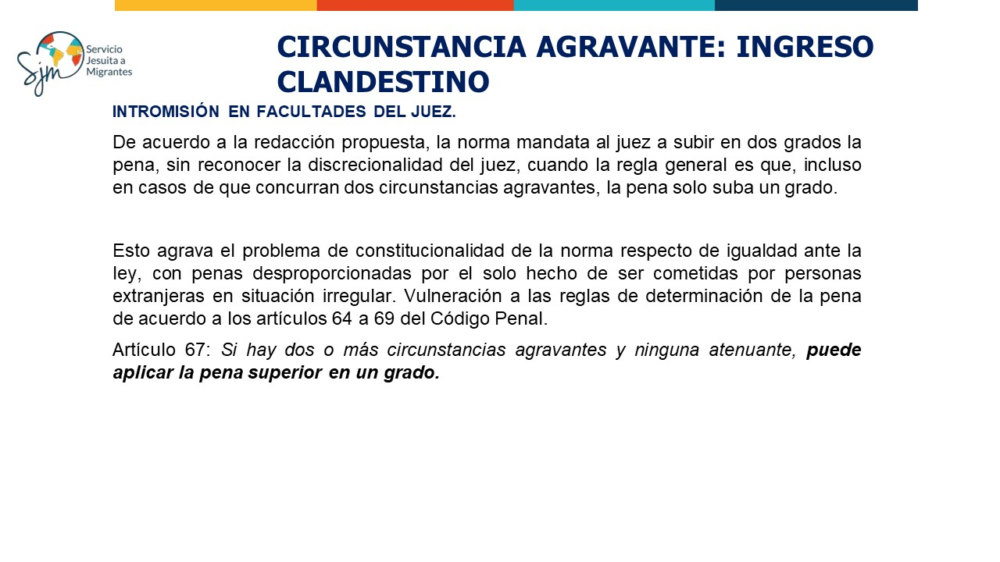 Sjm
Servicio
Jesuita a
Migrantes
CIRCUNSTANCIA AGRAVANTE: INGRESO
CLANDESTINO
INTROMISIÓN EN FACULTADES DEL JUEZ.
De acuerdo a la redacción propuesta, la norma mandata al juez a subir en dos grados la
pena, sin reconocer la discrecionalidad del juez, cuando la regla general es que, incluso
en casos de que concurran dos circunstancias agravantes, la pena solo suba un grado.
Esto agrava el problema de constitucionalidad de la norma respecto de igualdad ante la
ley, con penas desproporcionadas por el solo hecho de ser cometidas por personas
extranjeras en situación irregular. Vulneración a las reglas de determinación de la pena
de acuerdo a los artículos 64 a 69 del Código Penal.
Artículo 67: Si hay dos o más circunstancias agravantes y ninguna atenuante, puede
aplicar la pena superior en un grado.